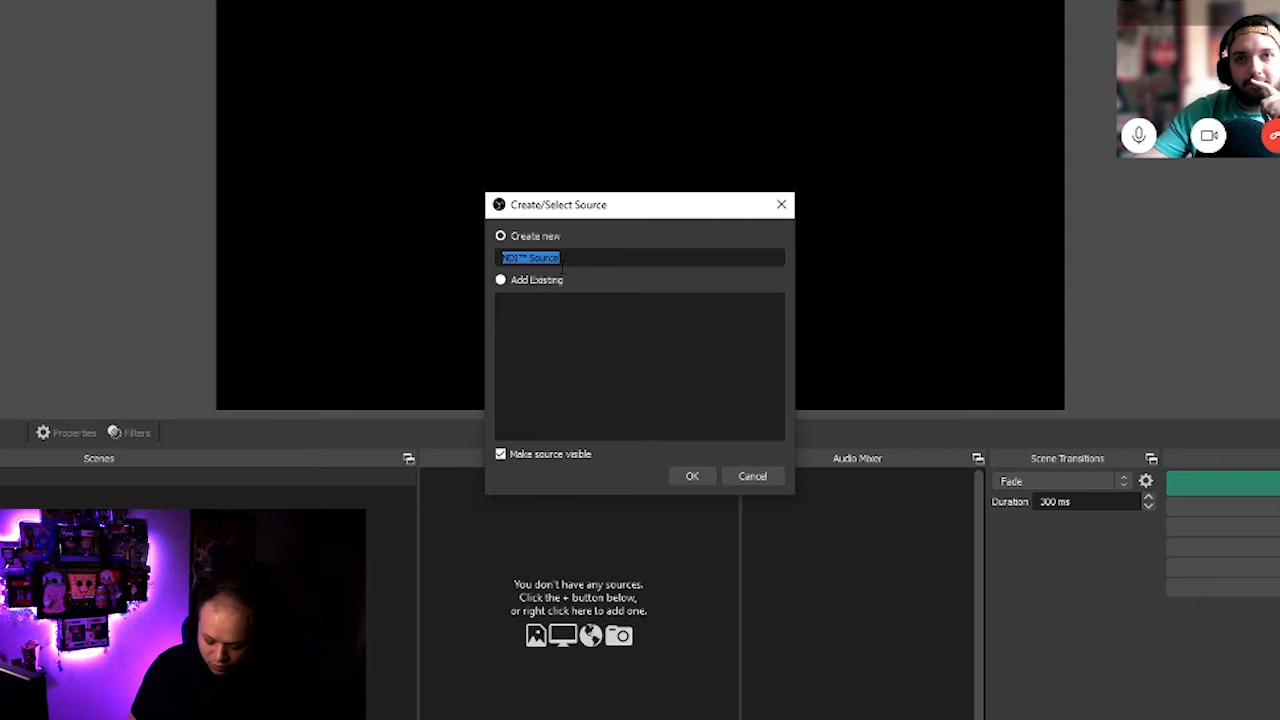 Create/Select Source
Create new
NDI™ Source
Add Existing
Make source visible
OK
Cancel
Properties
Filters
Scenes
Audio Mixer
Scene Transitions
Fade
Duration 300 ms
You don't have any sources.
Click the + button below,
or right click here to add one.